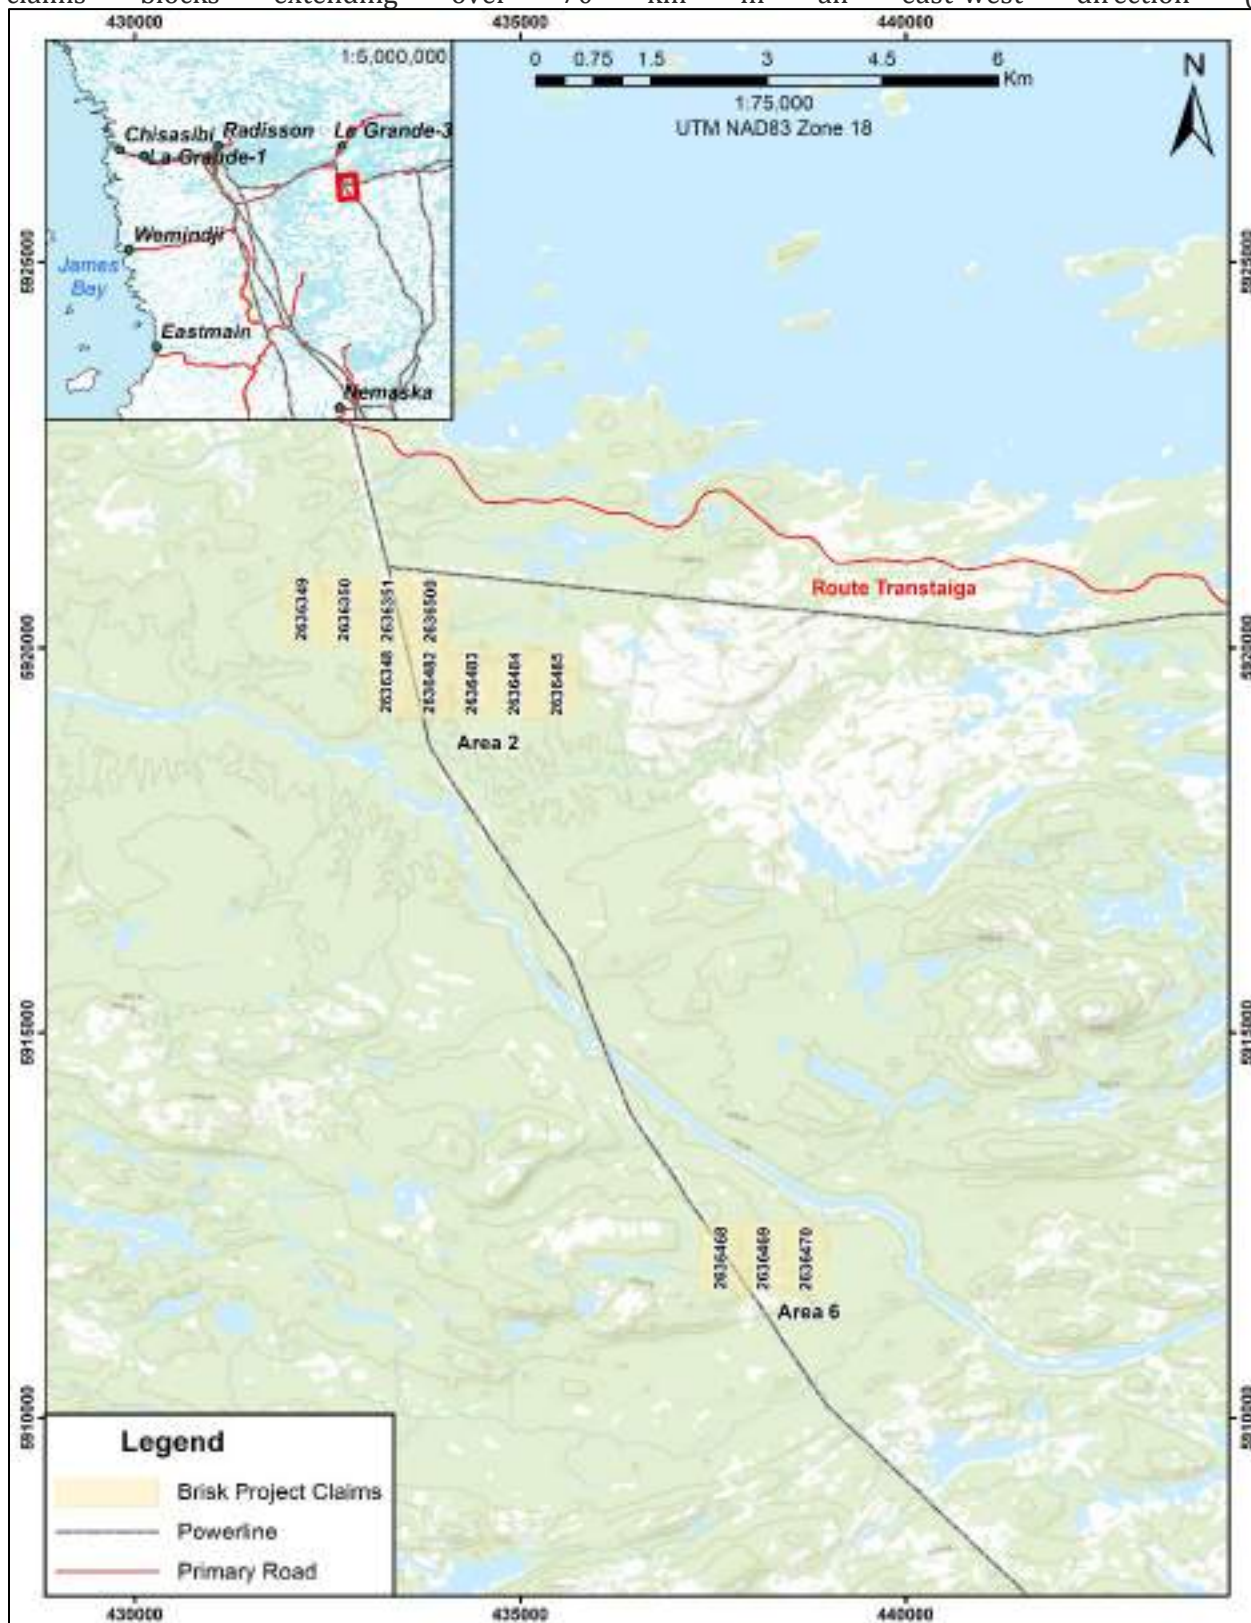 claims blocks extending over 70 km in an east-west direction (
430000 435000 440000
1:5,000,000
Chisasibi
Radisson
La Grande-3
La Grande-1
Wemindji
James
Bay
Eastmain
Nemaska
0 0.75 1.5 3 4.5 6
Km
1:75,000
UTM NAD83 Zone 18
N
5925000
5925000
Route Transtaiga
2636349
2636350
2636351
2636500
5920000
5920000
2636348
2636482
2636483
2636484
2636485
Area 2
5915000
5915000
2636468
2636469
2636470
Area 6
5910000
5910000
Legend
Brisk Project Claims
Powerline
Primary Road
430000 435000 440000